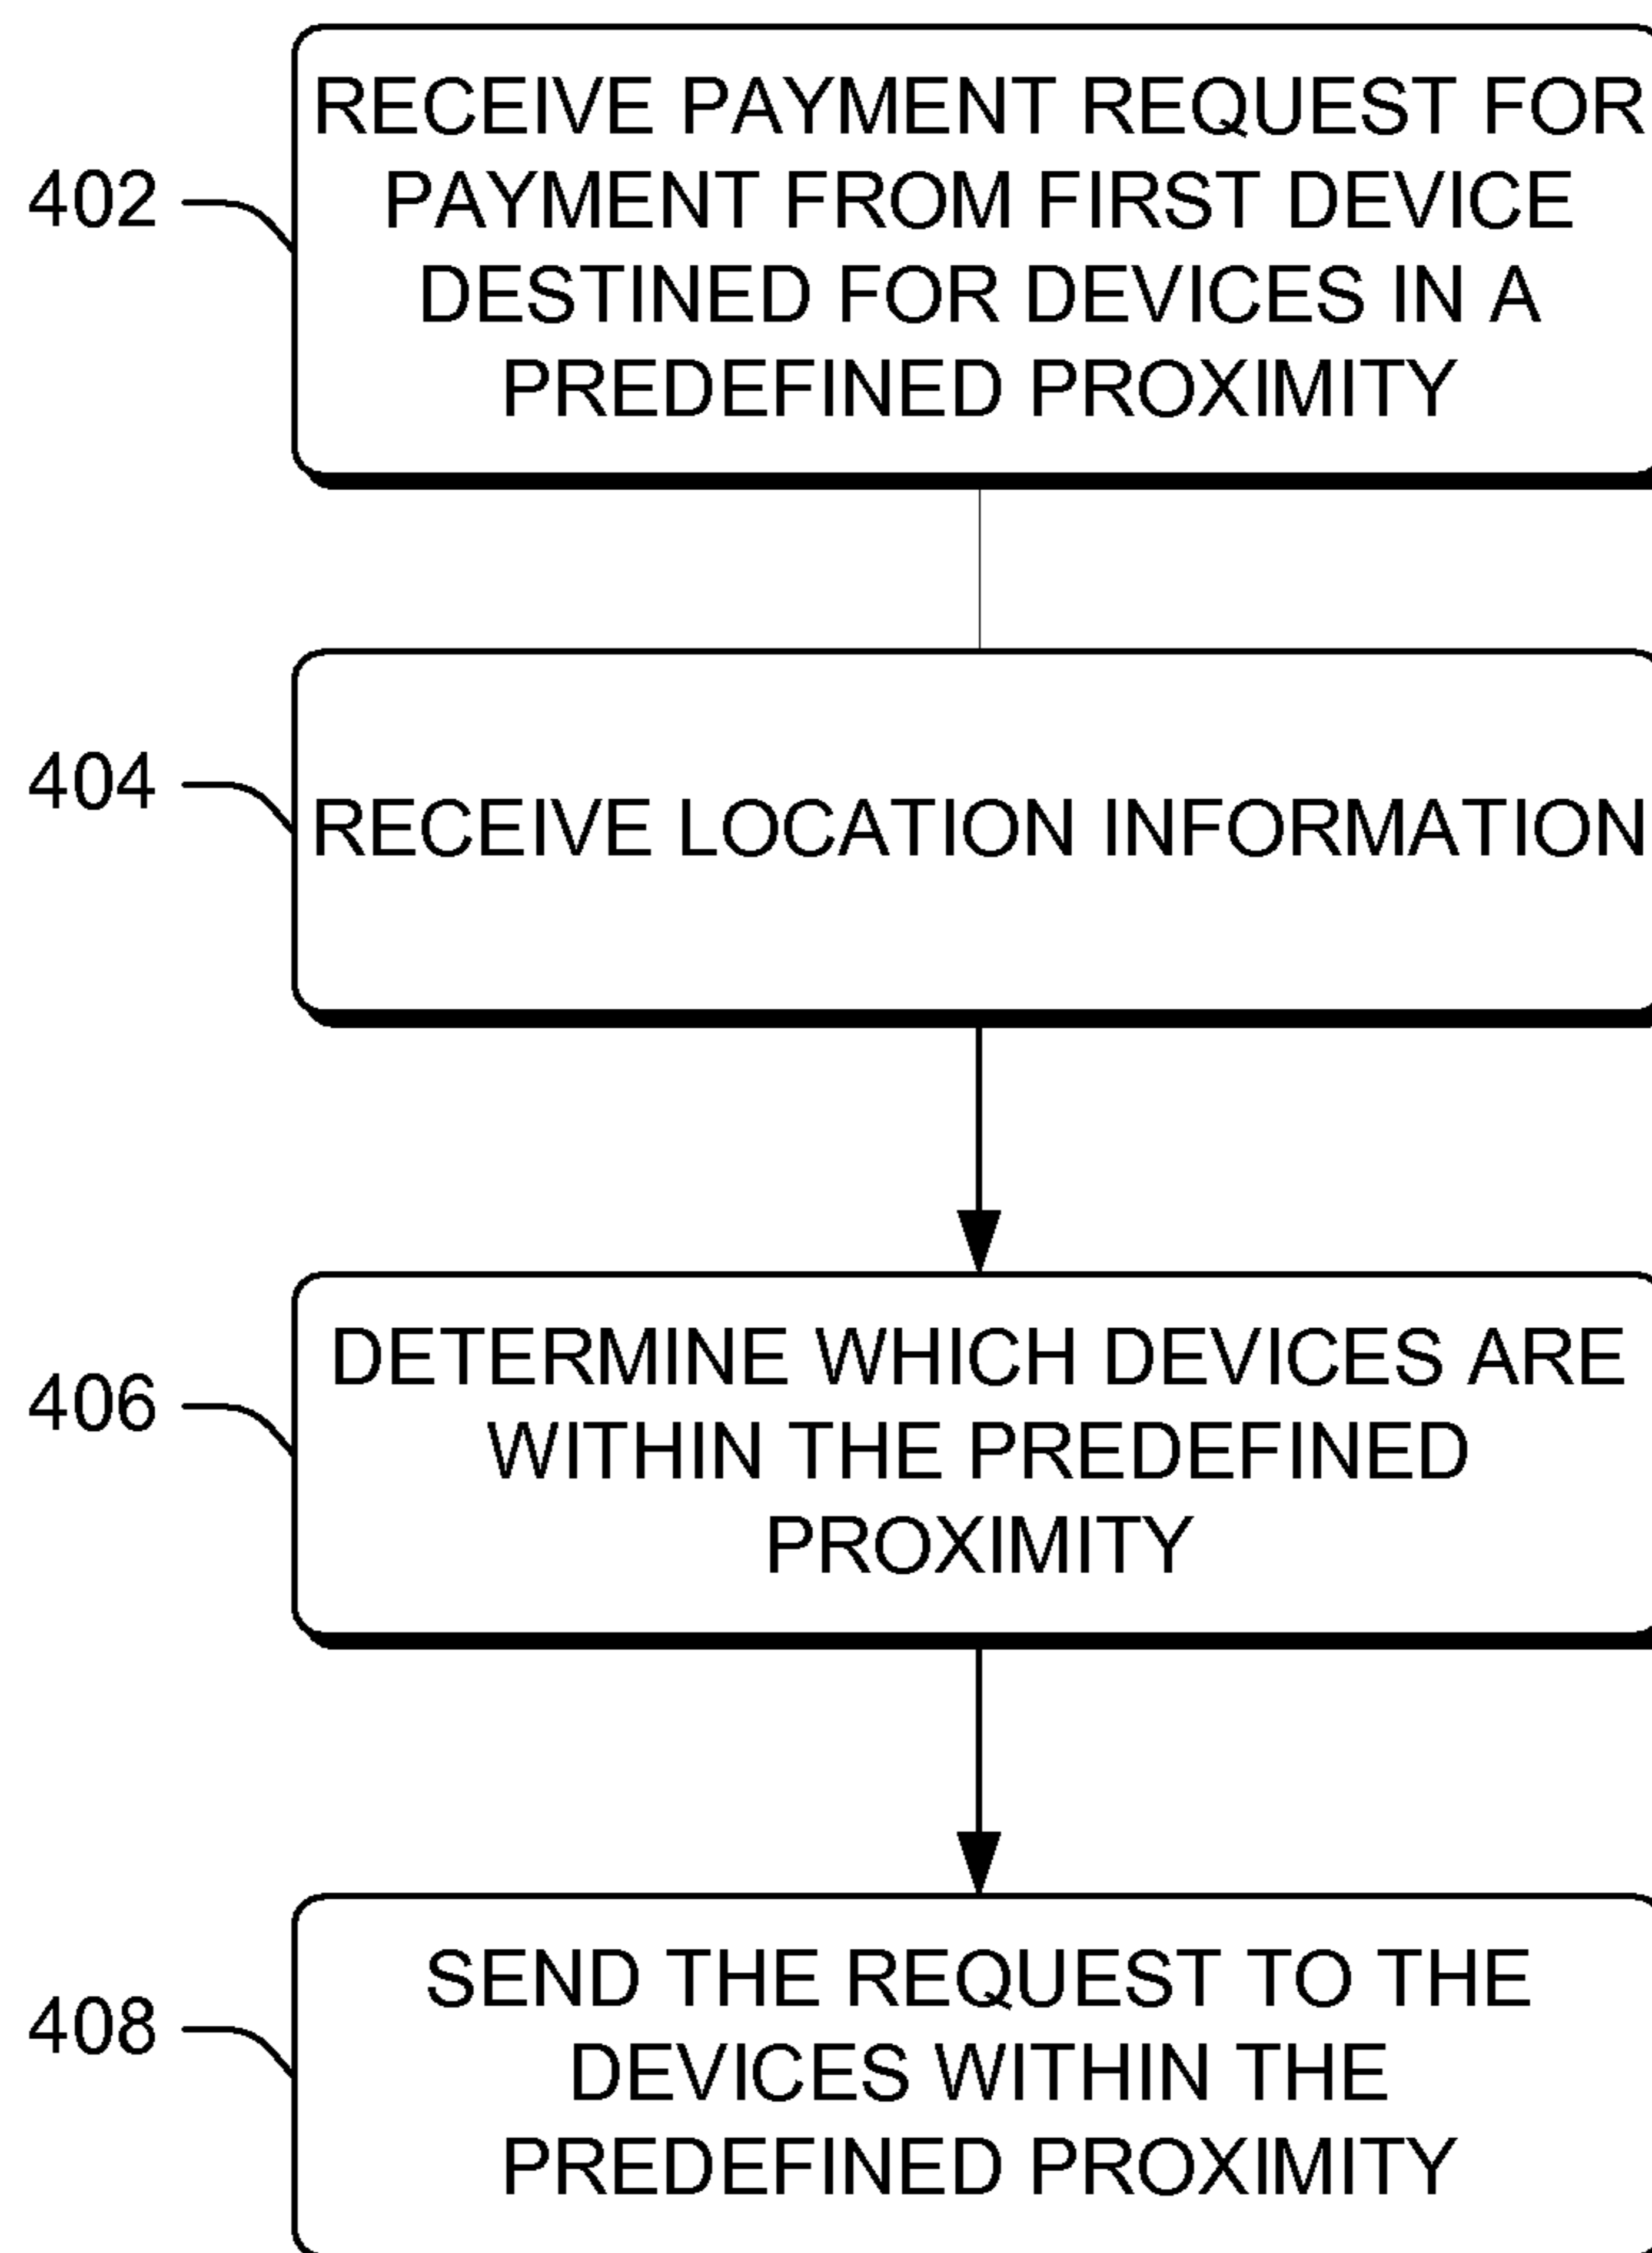 402
RECEIVE PAYMENT REQUEST FOR
PAYMENT FROM FIRST DEVICE
DESTINED FOR DEVICES IN A
PREDEFINED PROXIMITY
404
RECEIVE LOCATION INFORMATION
406
DETERMINE WHICH DEVICES ARE
WITHIN THE PREDEFINED
PROXIMITY
408
SEND THE REQUEST TO THE
DEVICES WITHIN THE
PREDEFINED PROXIMITY